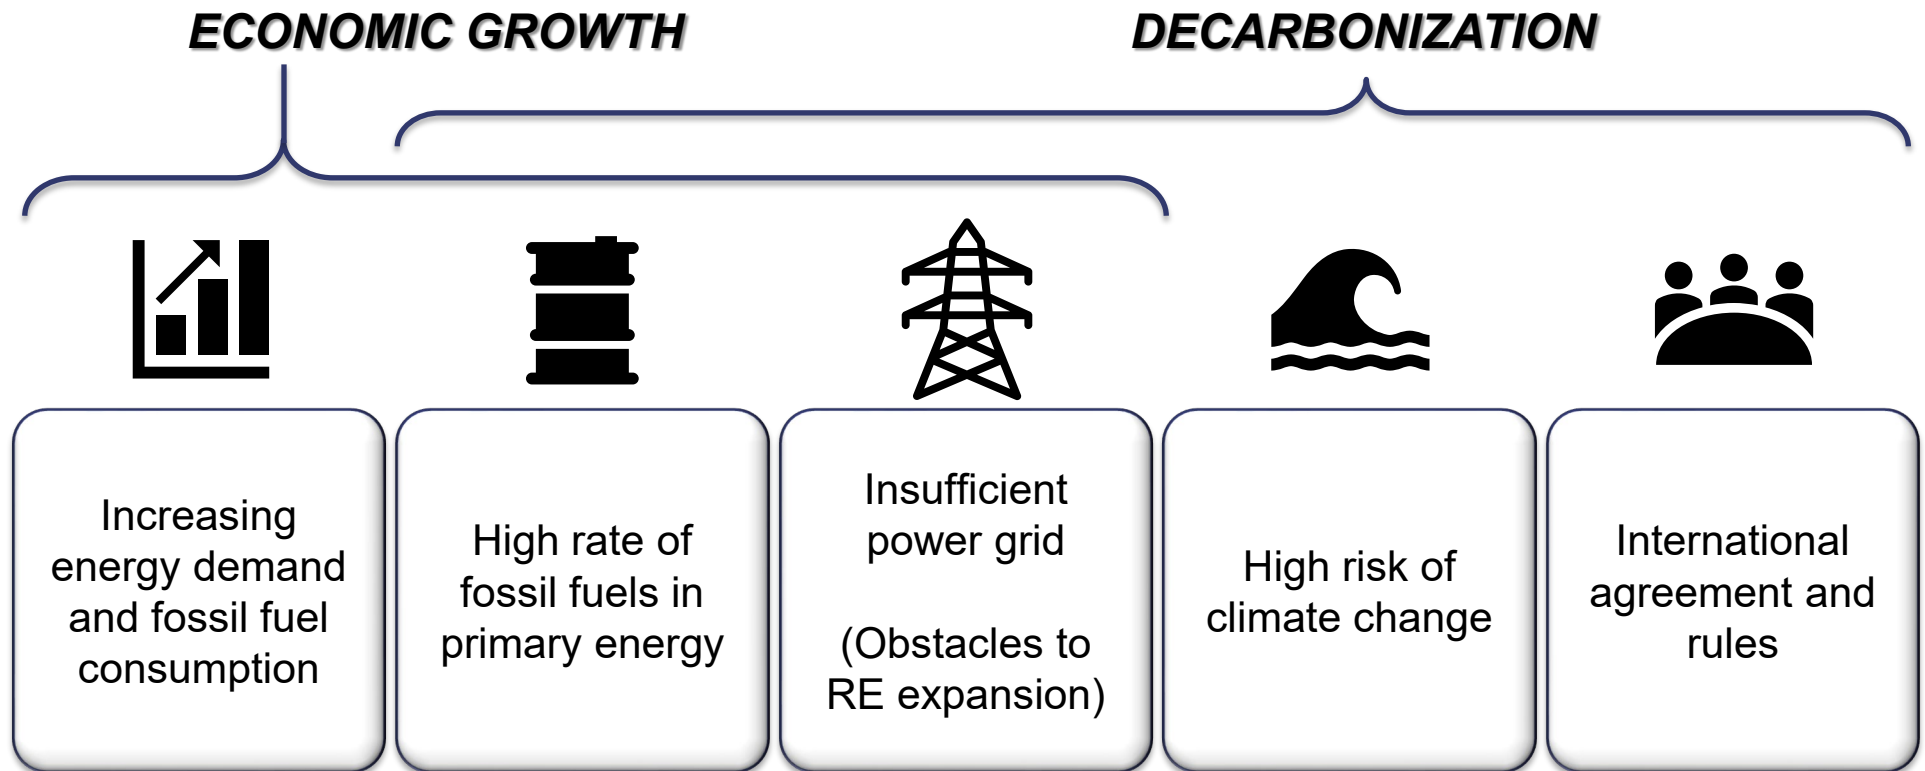 ECONOMIC GROWTH
DECARBONIZATION
Increasing
energy demand
and fossil fuel
consumption
High rate of
fossil fuels in
primary energy
Insufficient
power grid
(Obstacles to
RE expansion)
High risk of
climate change
International
agreement and
rules